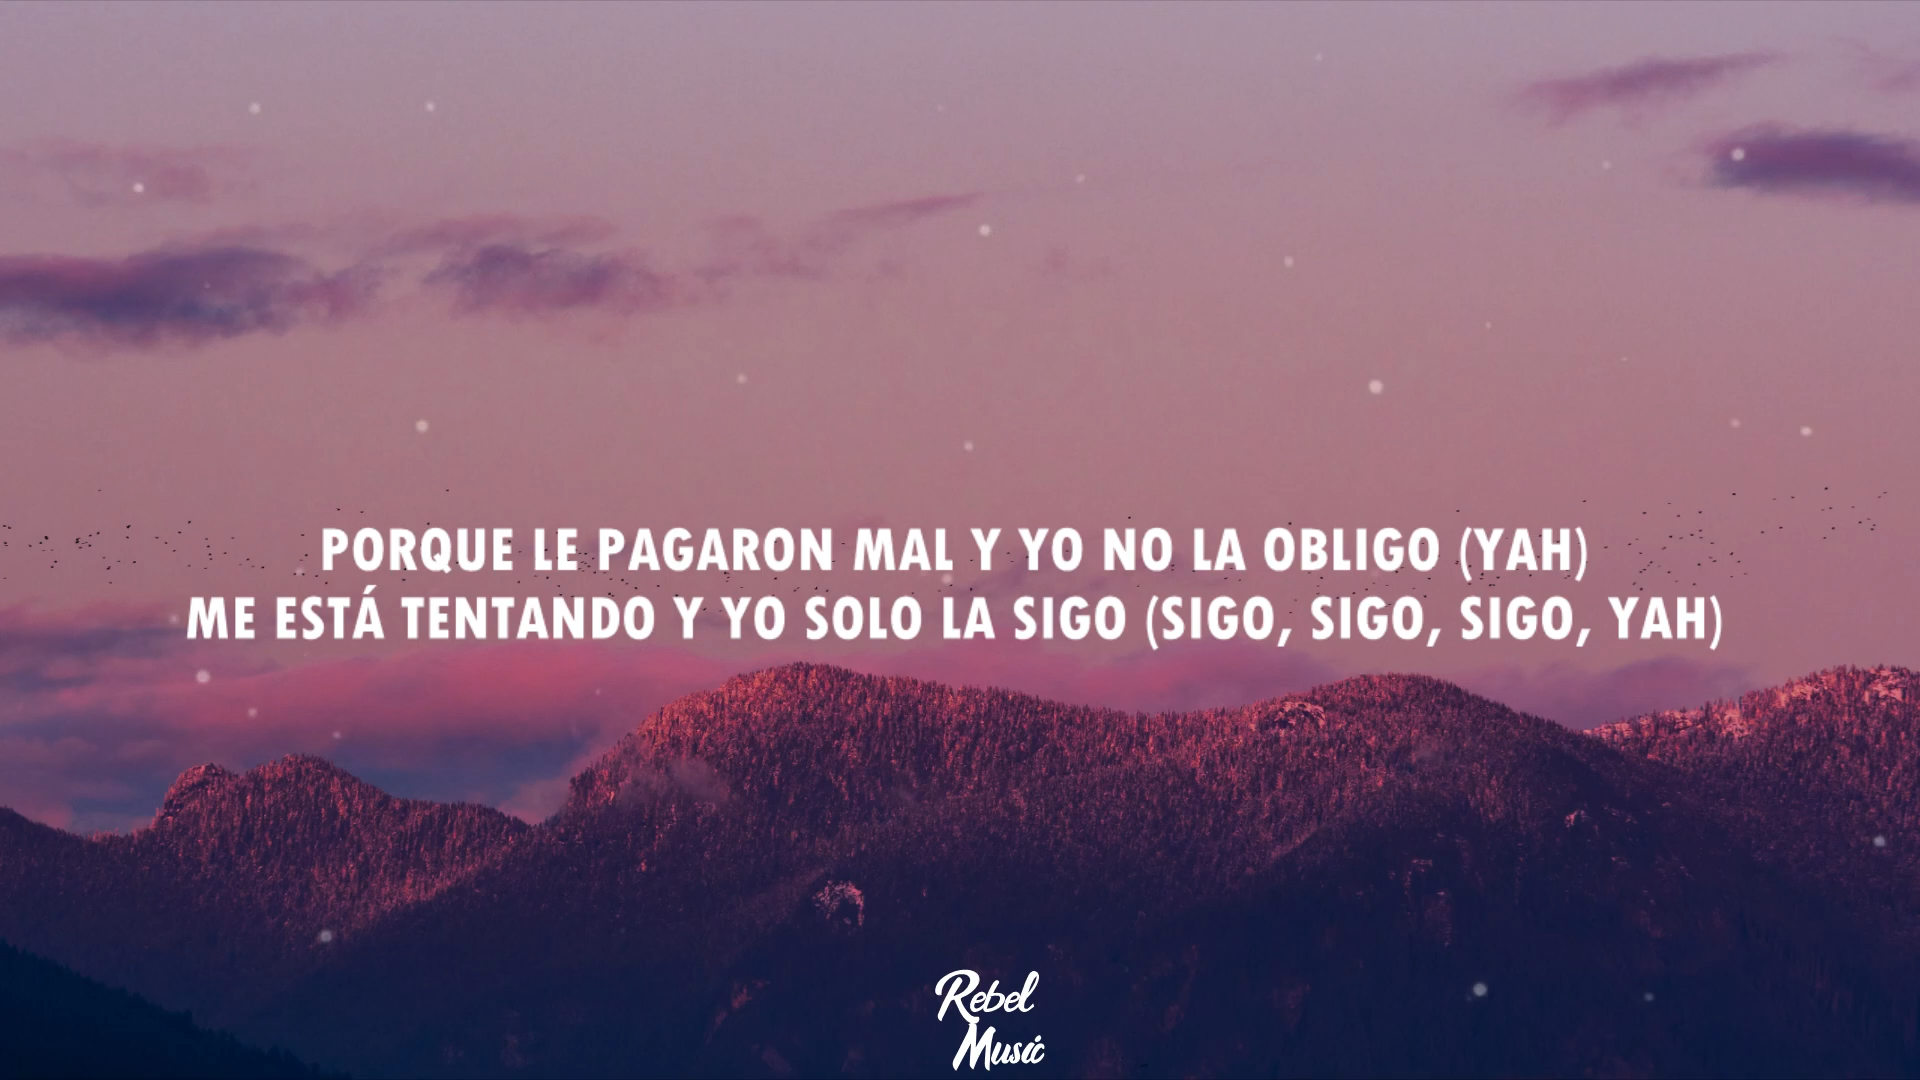 PORQUE LE PAGARON MAL Y YO NO LA OBLIGO (YAH)
ME ESTÁ TENTANDO Y YO SOLO LA SIGO (SIGO, SIGO, SIGO, YAH)
Rebel
Music